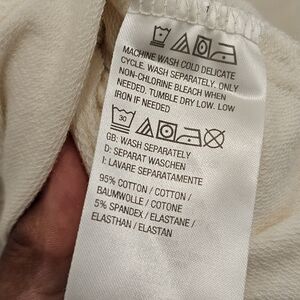 MACHINE WASH COLD DELICATE
CYCLE. WASH SEPARATELY. ONLY
NON-CHLORINE BLEACH WHEN
NEEDED. TUMBLE DRY LOW. LOW
IRON IF NEEDED
30
GB: WASH SEPARATELY
D: SEPARAT WASCHEN
I: LAVARE SEPARATAMENTE
95% COTTON / COTTON /
BAUMWOLLE / COTONE
5% SPANDEX / ELASTANE /
ELASTHAN / ELASTAN